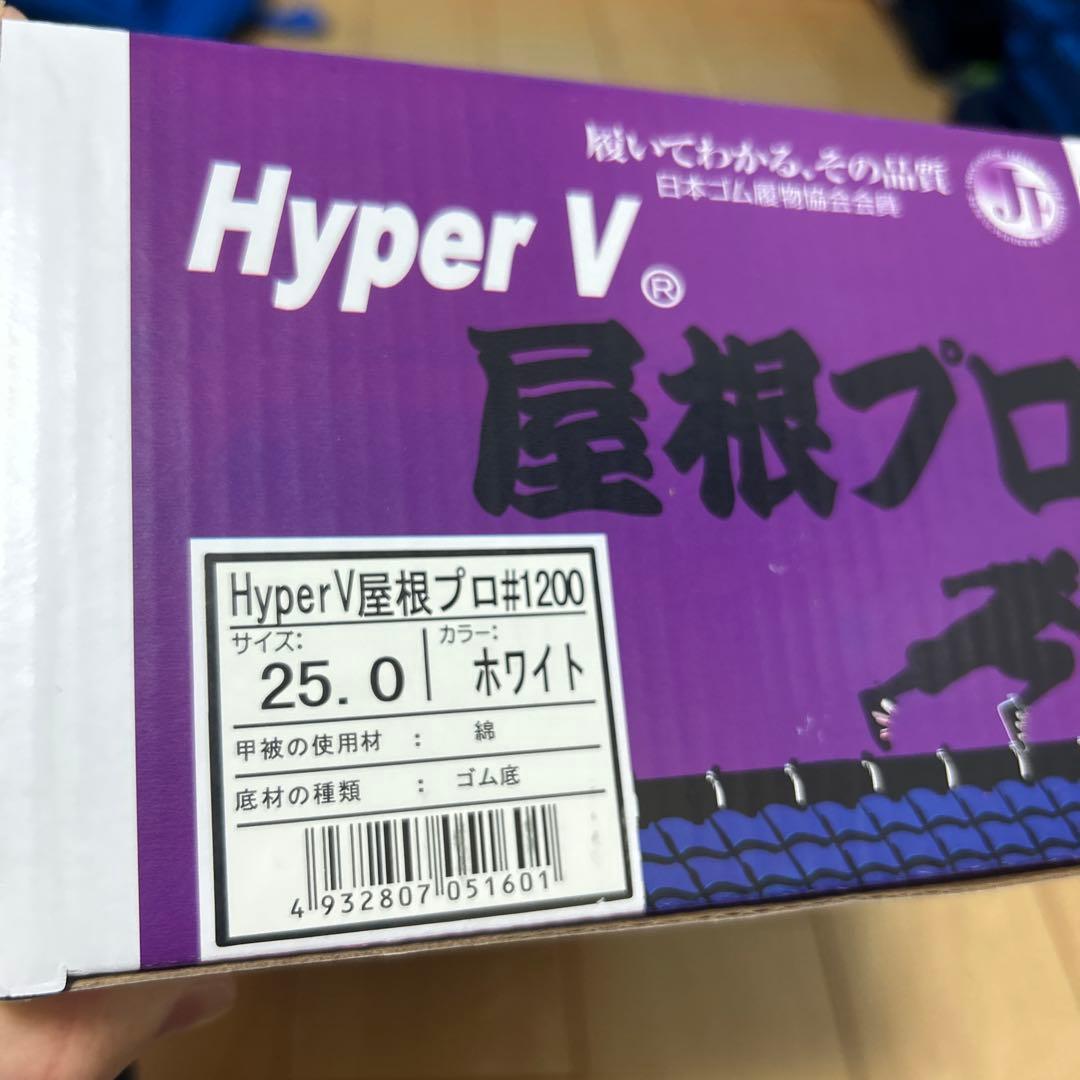 履いてわかる、その品質
日本ゴム履物協会会員
Hyper V®
屋根プロ
HyperV屋根プロ#1200
サイズ: カラー:
25.0 ホワイト
甲被の使用材 : 綿
底材の種類 : ゴム底
4 932807 051601